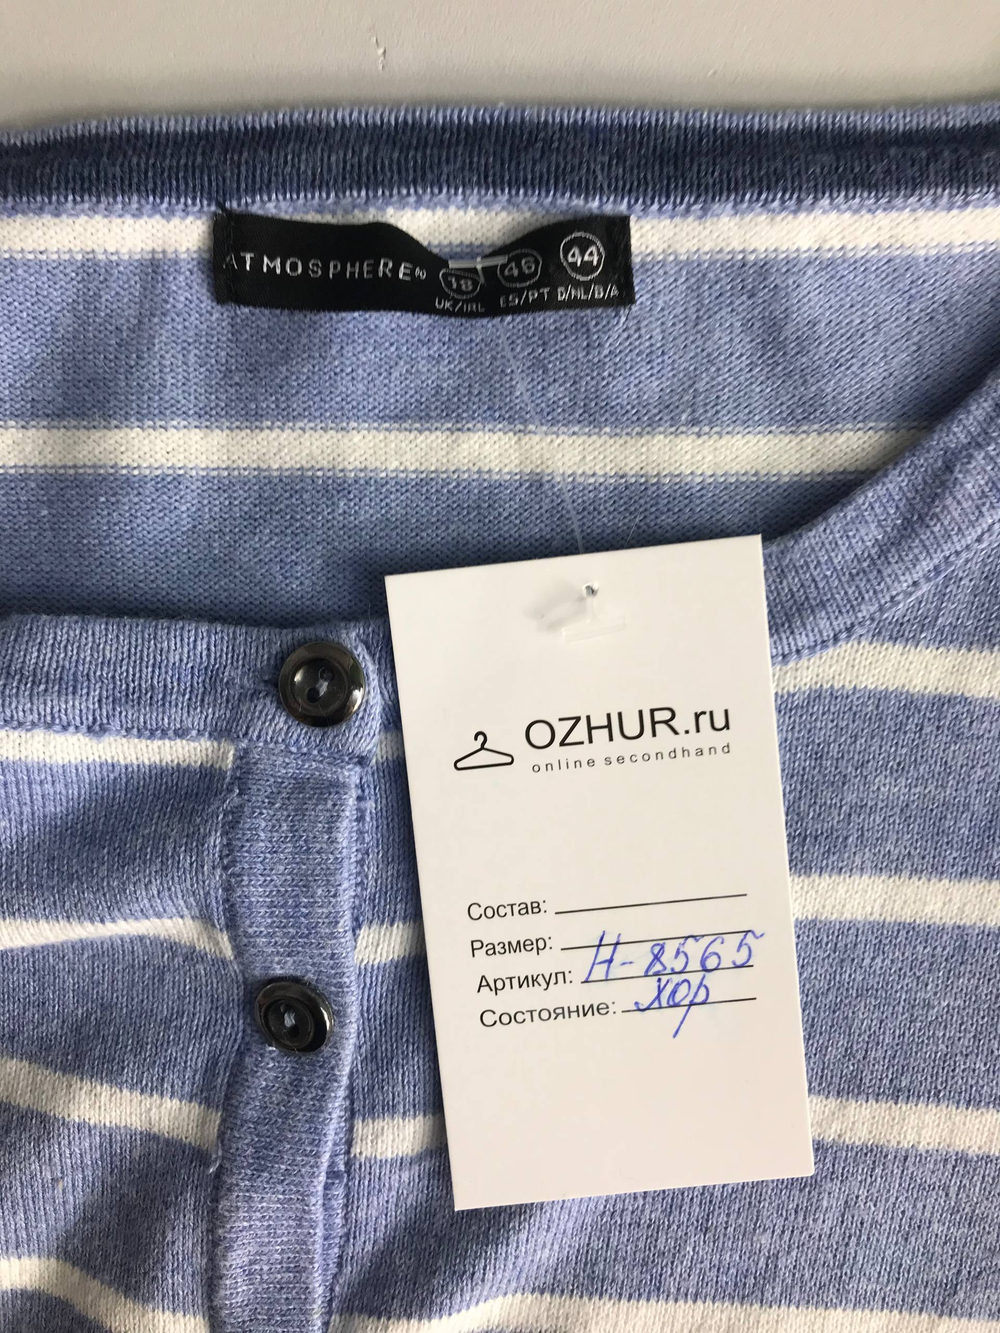 ATMOSPHERE
18 46 44
UK/IRL ES/PT D/NL/B/A
OZHUR.ru
online secondhand
Состав:
Размер:
Артикул: Н-8565
Состояние: хор